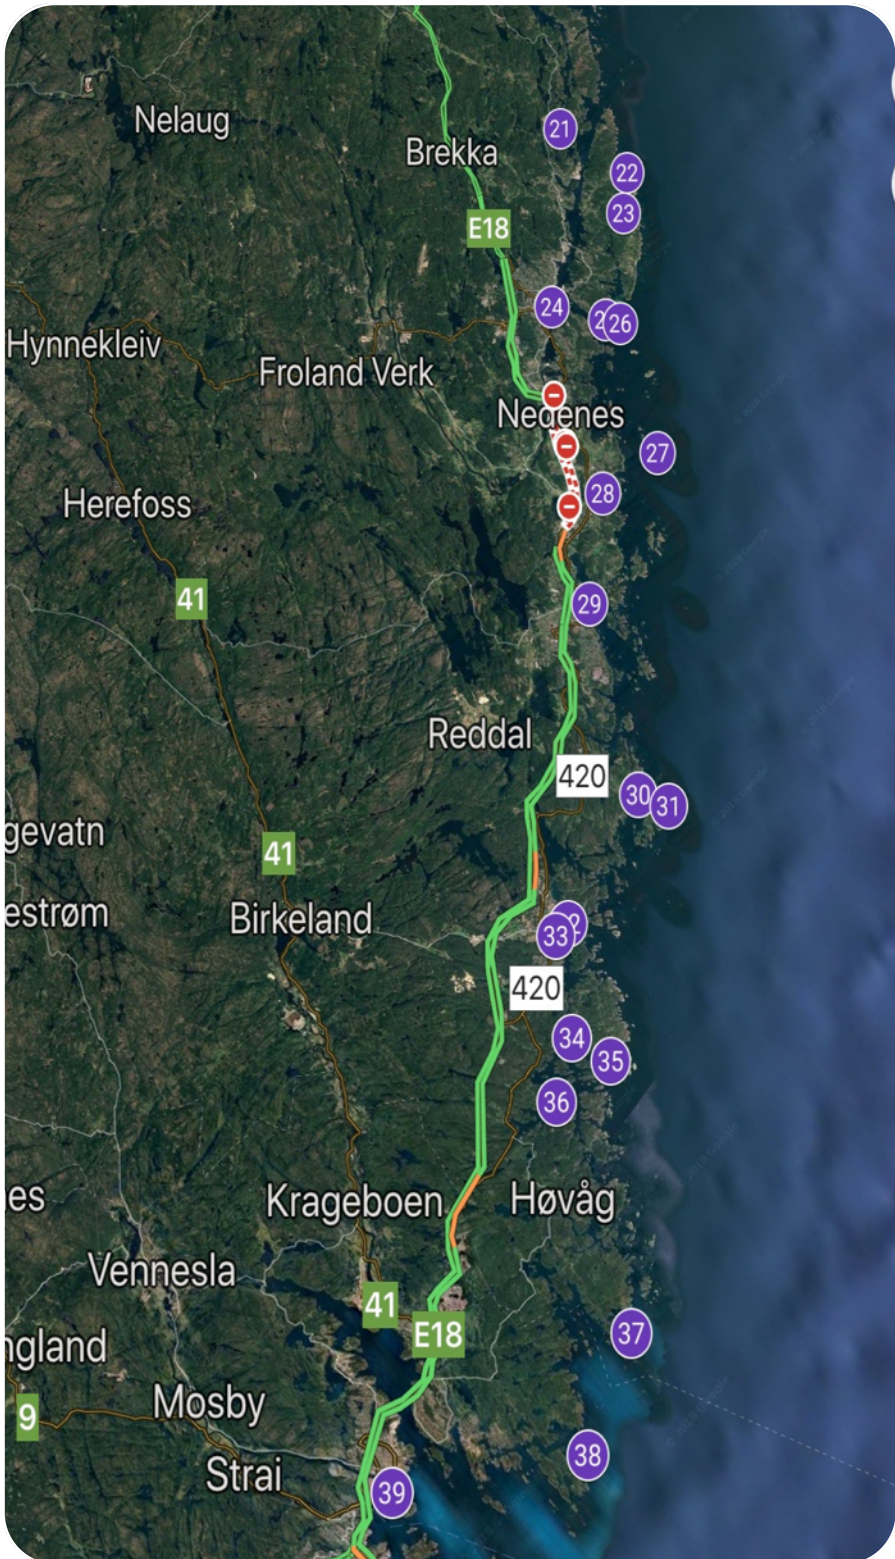 Nelaug
21
Brekka
22
23
E18
24
2
26
Hynnekleiv
Froland Verk
Nedenes
27
28
Herefoss
41
29
Reddal
420
30
31
gevatn
41
estrøm
Birkeland
2
33
420
34
35
36
es
Krageboen
Høvåg
Vennesla
41
E18
37
ngland
9
Mosby
38
Strai
39